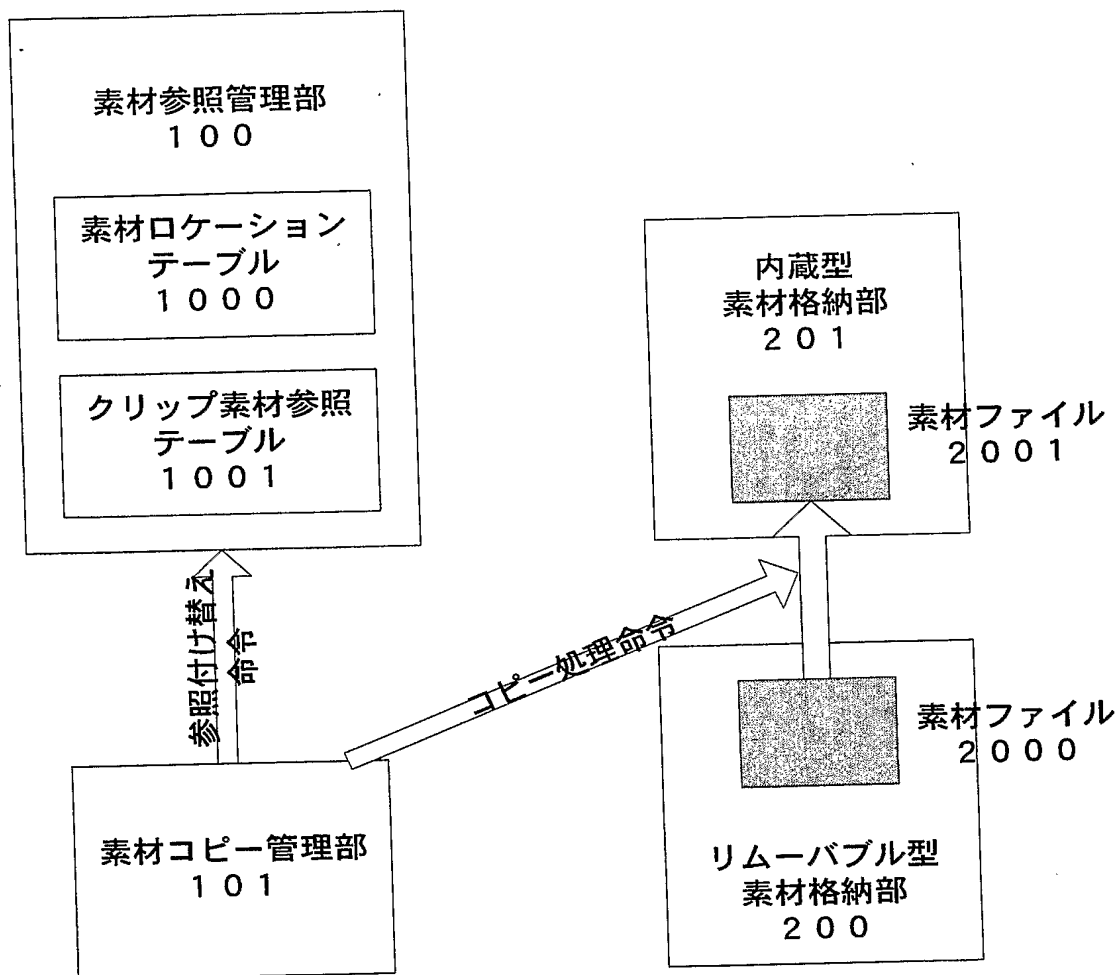 素材参照管理部
１００
素材ロケーション
テーブル
１０００
クリップ素材参照
テーブル
１００１
内蔵型
素材格納部
２０１
素材ファイル
２００１
参照付け替え
命令
コピー処理命令
素材ファイル
２０００
素材コピー管理部
１０１
リムーバブル型
素材格納部
２００